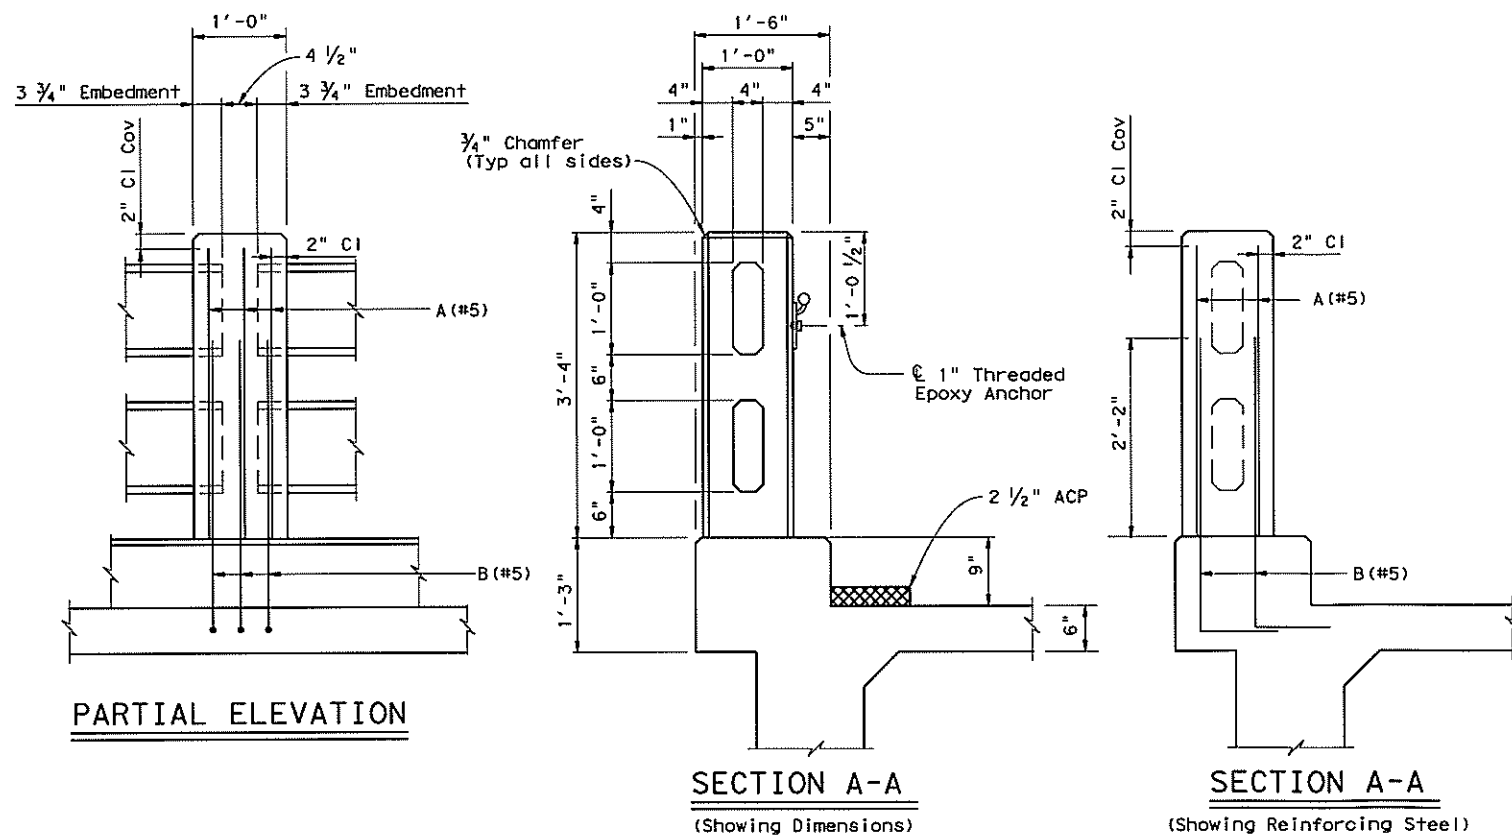 1'-0"
4 1/2"
3 3/4" Embedment
3 3/4" Embedment
2" Cl Cov
2" Cl
A(#5)
B(#5)
PARTIAL ELEVATION
1'-6"
1'-0"
4"
4"
4"
1"
5"
3/4" Chamfer
(Typ all sides)
4"
1'-0"
6"
1'-0"
6"
3'-4"
1'-3"
1'-0 1/2"
℄ 1" Threaded
Epoxy Anchor
2 1/2" ACP
9"
6"
SECTION A-A
(Showing Dimensions)
2" Cl Cov
2" Cl
A(#5)
2'-2"
B(#5)
SECTION A-A
(Showing Reinforcing Steel)